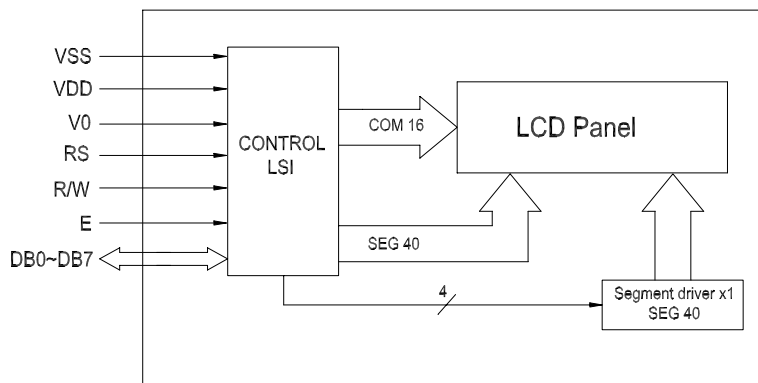 VSS
VDD
V0
RS
R/W
E
DB0~DB7
CONTROL
LSI
COM 16
LCD Panel
SEG 40
4
Segment driver x1
SEG 40